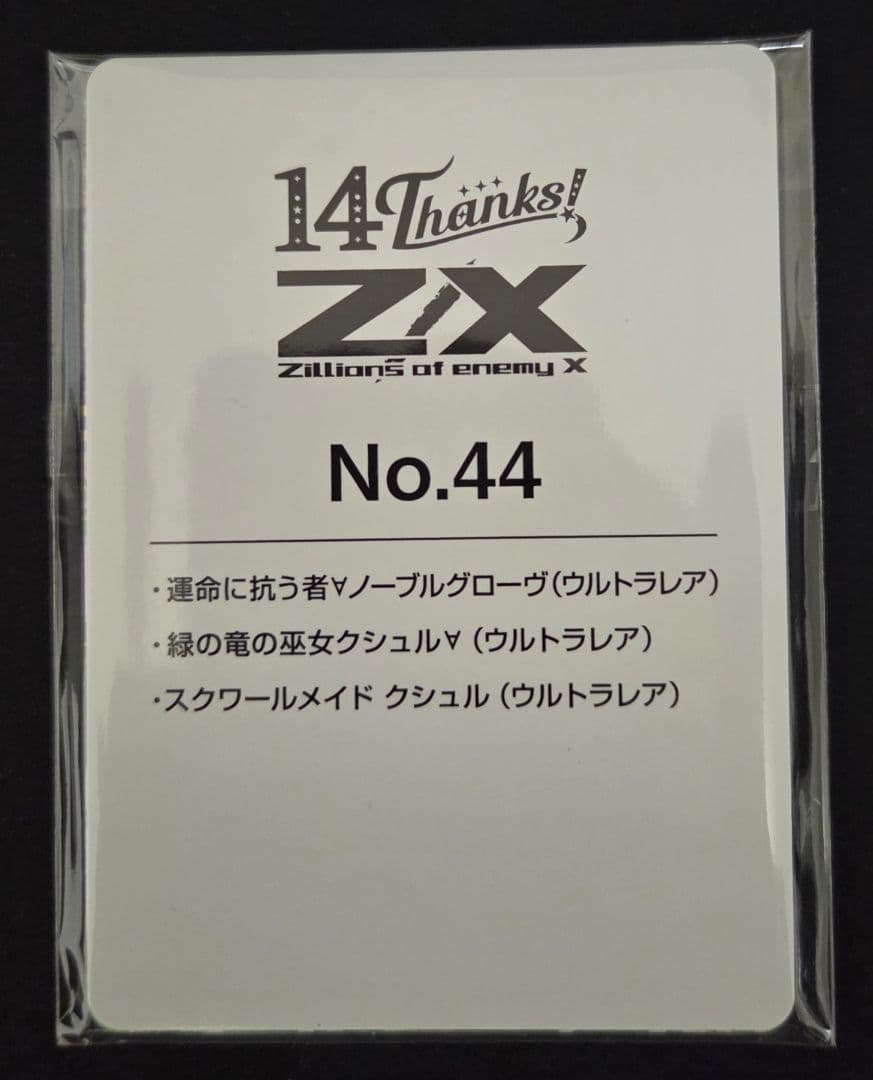 14 Thanks!
Z/X
Zillions of enemy X
No.44
・運命に抗う者∀ノーブルグローヴ(ウルトラレア)
・緑の竜の巫女クシュル∀ (ウルトラレア)
・スクワールメイド クシュル (ウルトラレア)